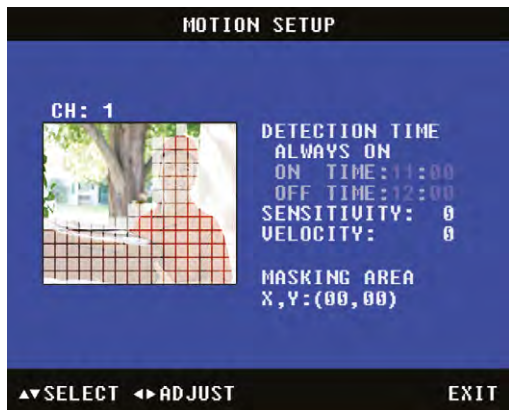 MOTION SETUP
CH: 1
DETECTION TIME
ALWAYS ON
ON TIME:11:00
OFF TIME:12:00
SENSITIVITY: 0
VELOCITY: 0
MASKING AREA
X,Y:(00,00)
▲▼SELECT ◄►ADJUST EXIT